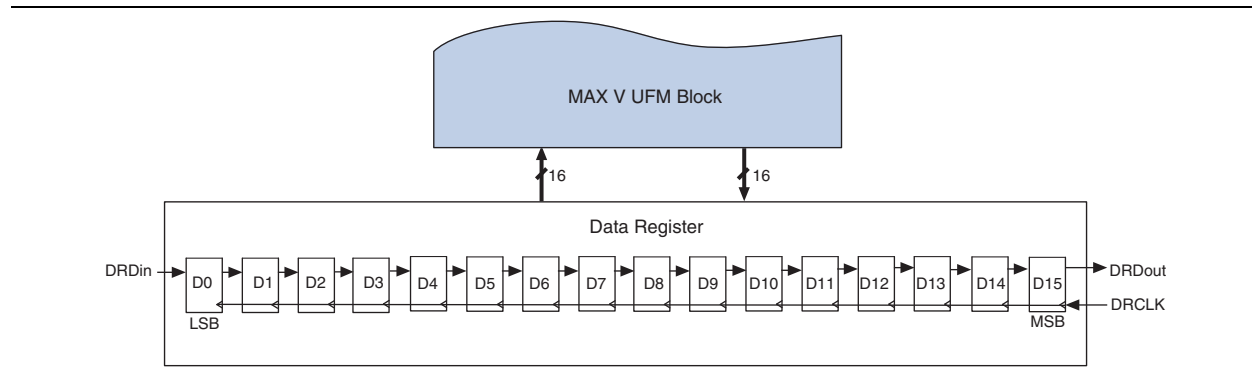 MAX V UFM Block
16 16
Data Register
DRDin D0 D1 D2 D3 D4 D5 D6 D7 D8 D9 D10 D11 D12 D13 D14 D15 DRDout
DRCLK
LSB MSB